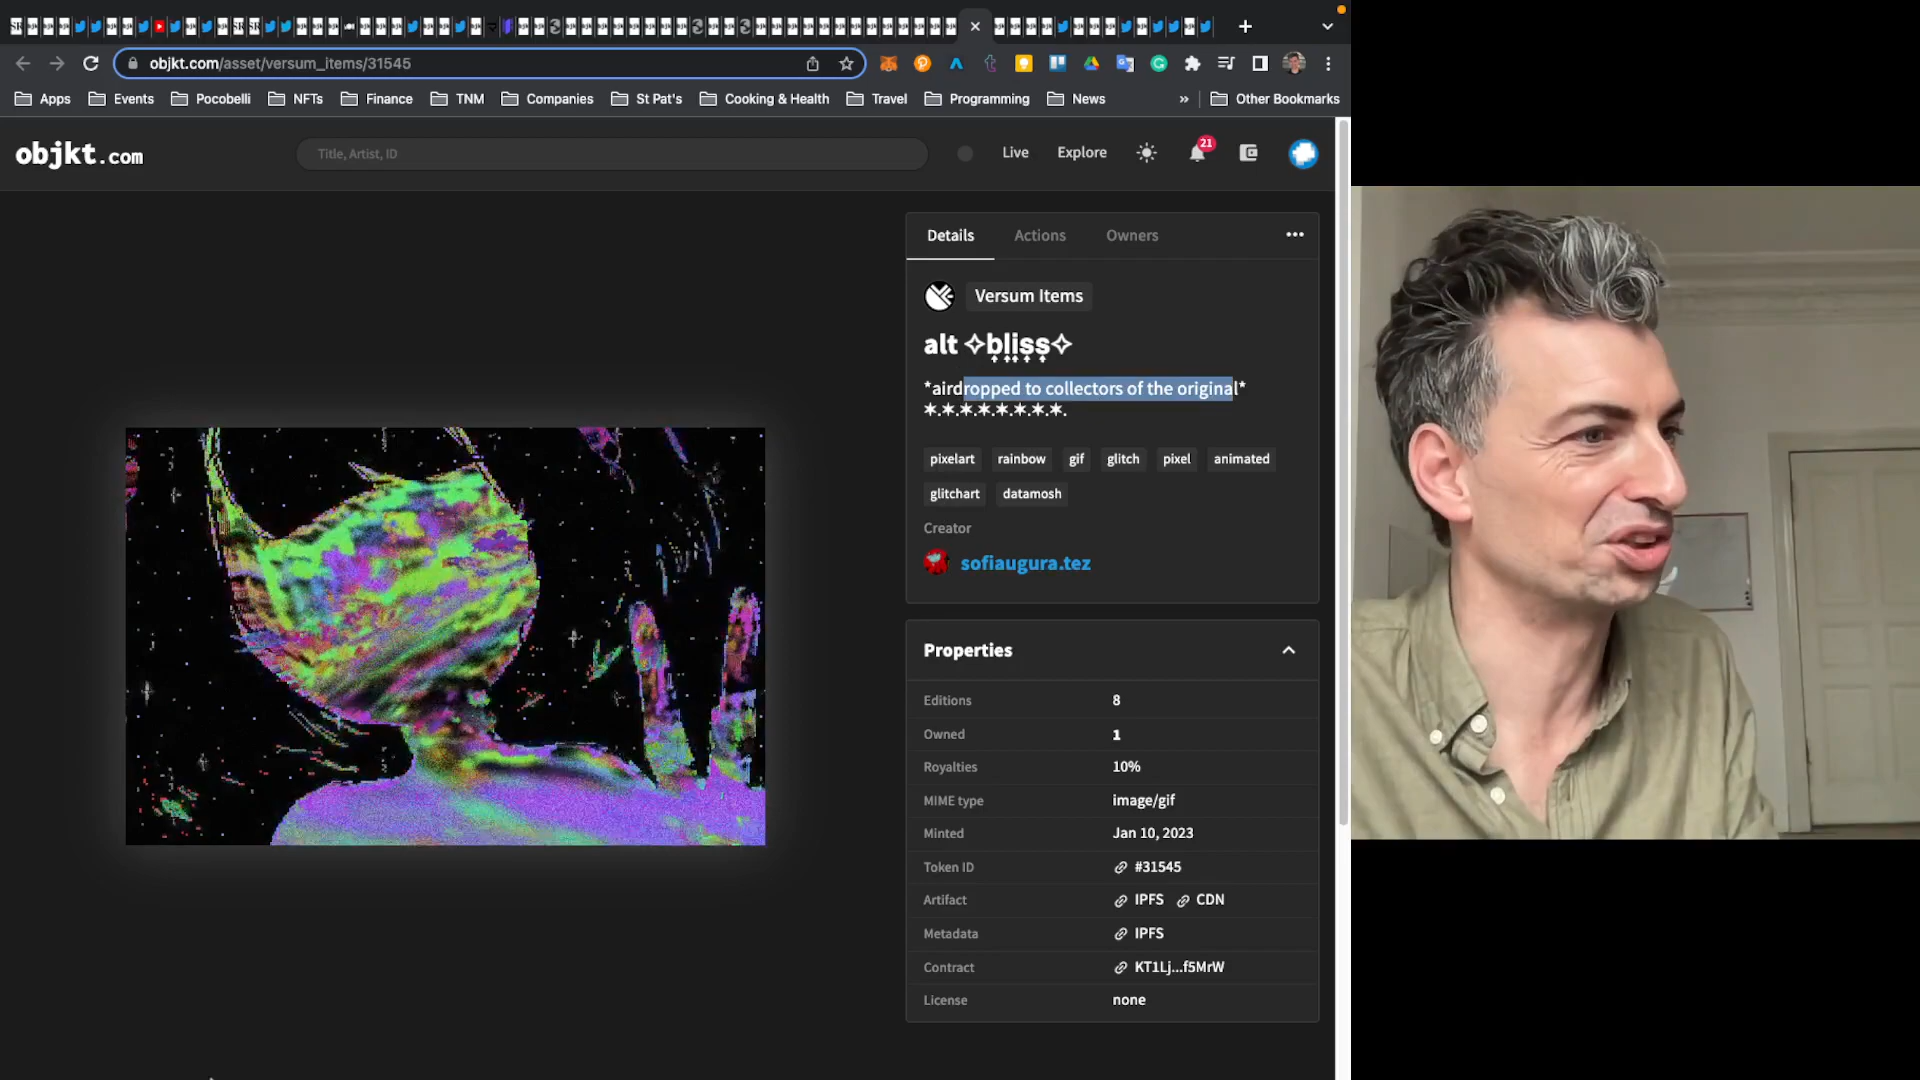 objkt.com/asset/versum_items/31545
Apps
Events
Pocobelli
NFTs
Finance
TNM
Companies
St Pat's
Cooking & Health
Travel
Programming
News
»
Other Bookmarks
objkt.com
Title, Artist, ID
Live
Explore
21
Details
Actions
Owners
Versum Items
alt ✧bliss✧
*airdropped to collectors of the original*
✶.✶.✶.✶.✶.✶.✶.✶.
pixelart
rainbow
gif
glitch
pixel
animated
glitchart
datamosh
Creator
sofiaugura.tez
Properties
Editions 8
Owned 1
Royalties 10%
MIME type image/gif
Minted Jan 10, 2023
Token ID #31545
Artifact IPFS CDN
Metadata IPFS
Contract KT1Lj...f5MrW
License none